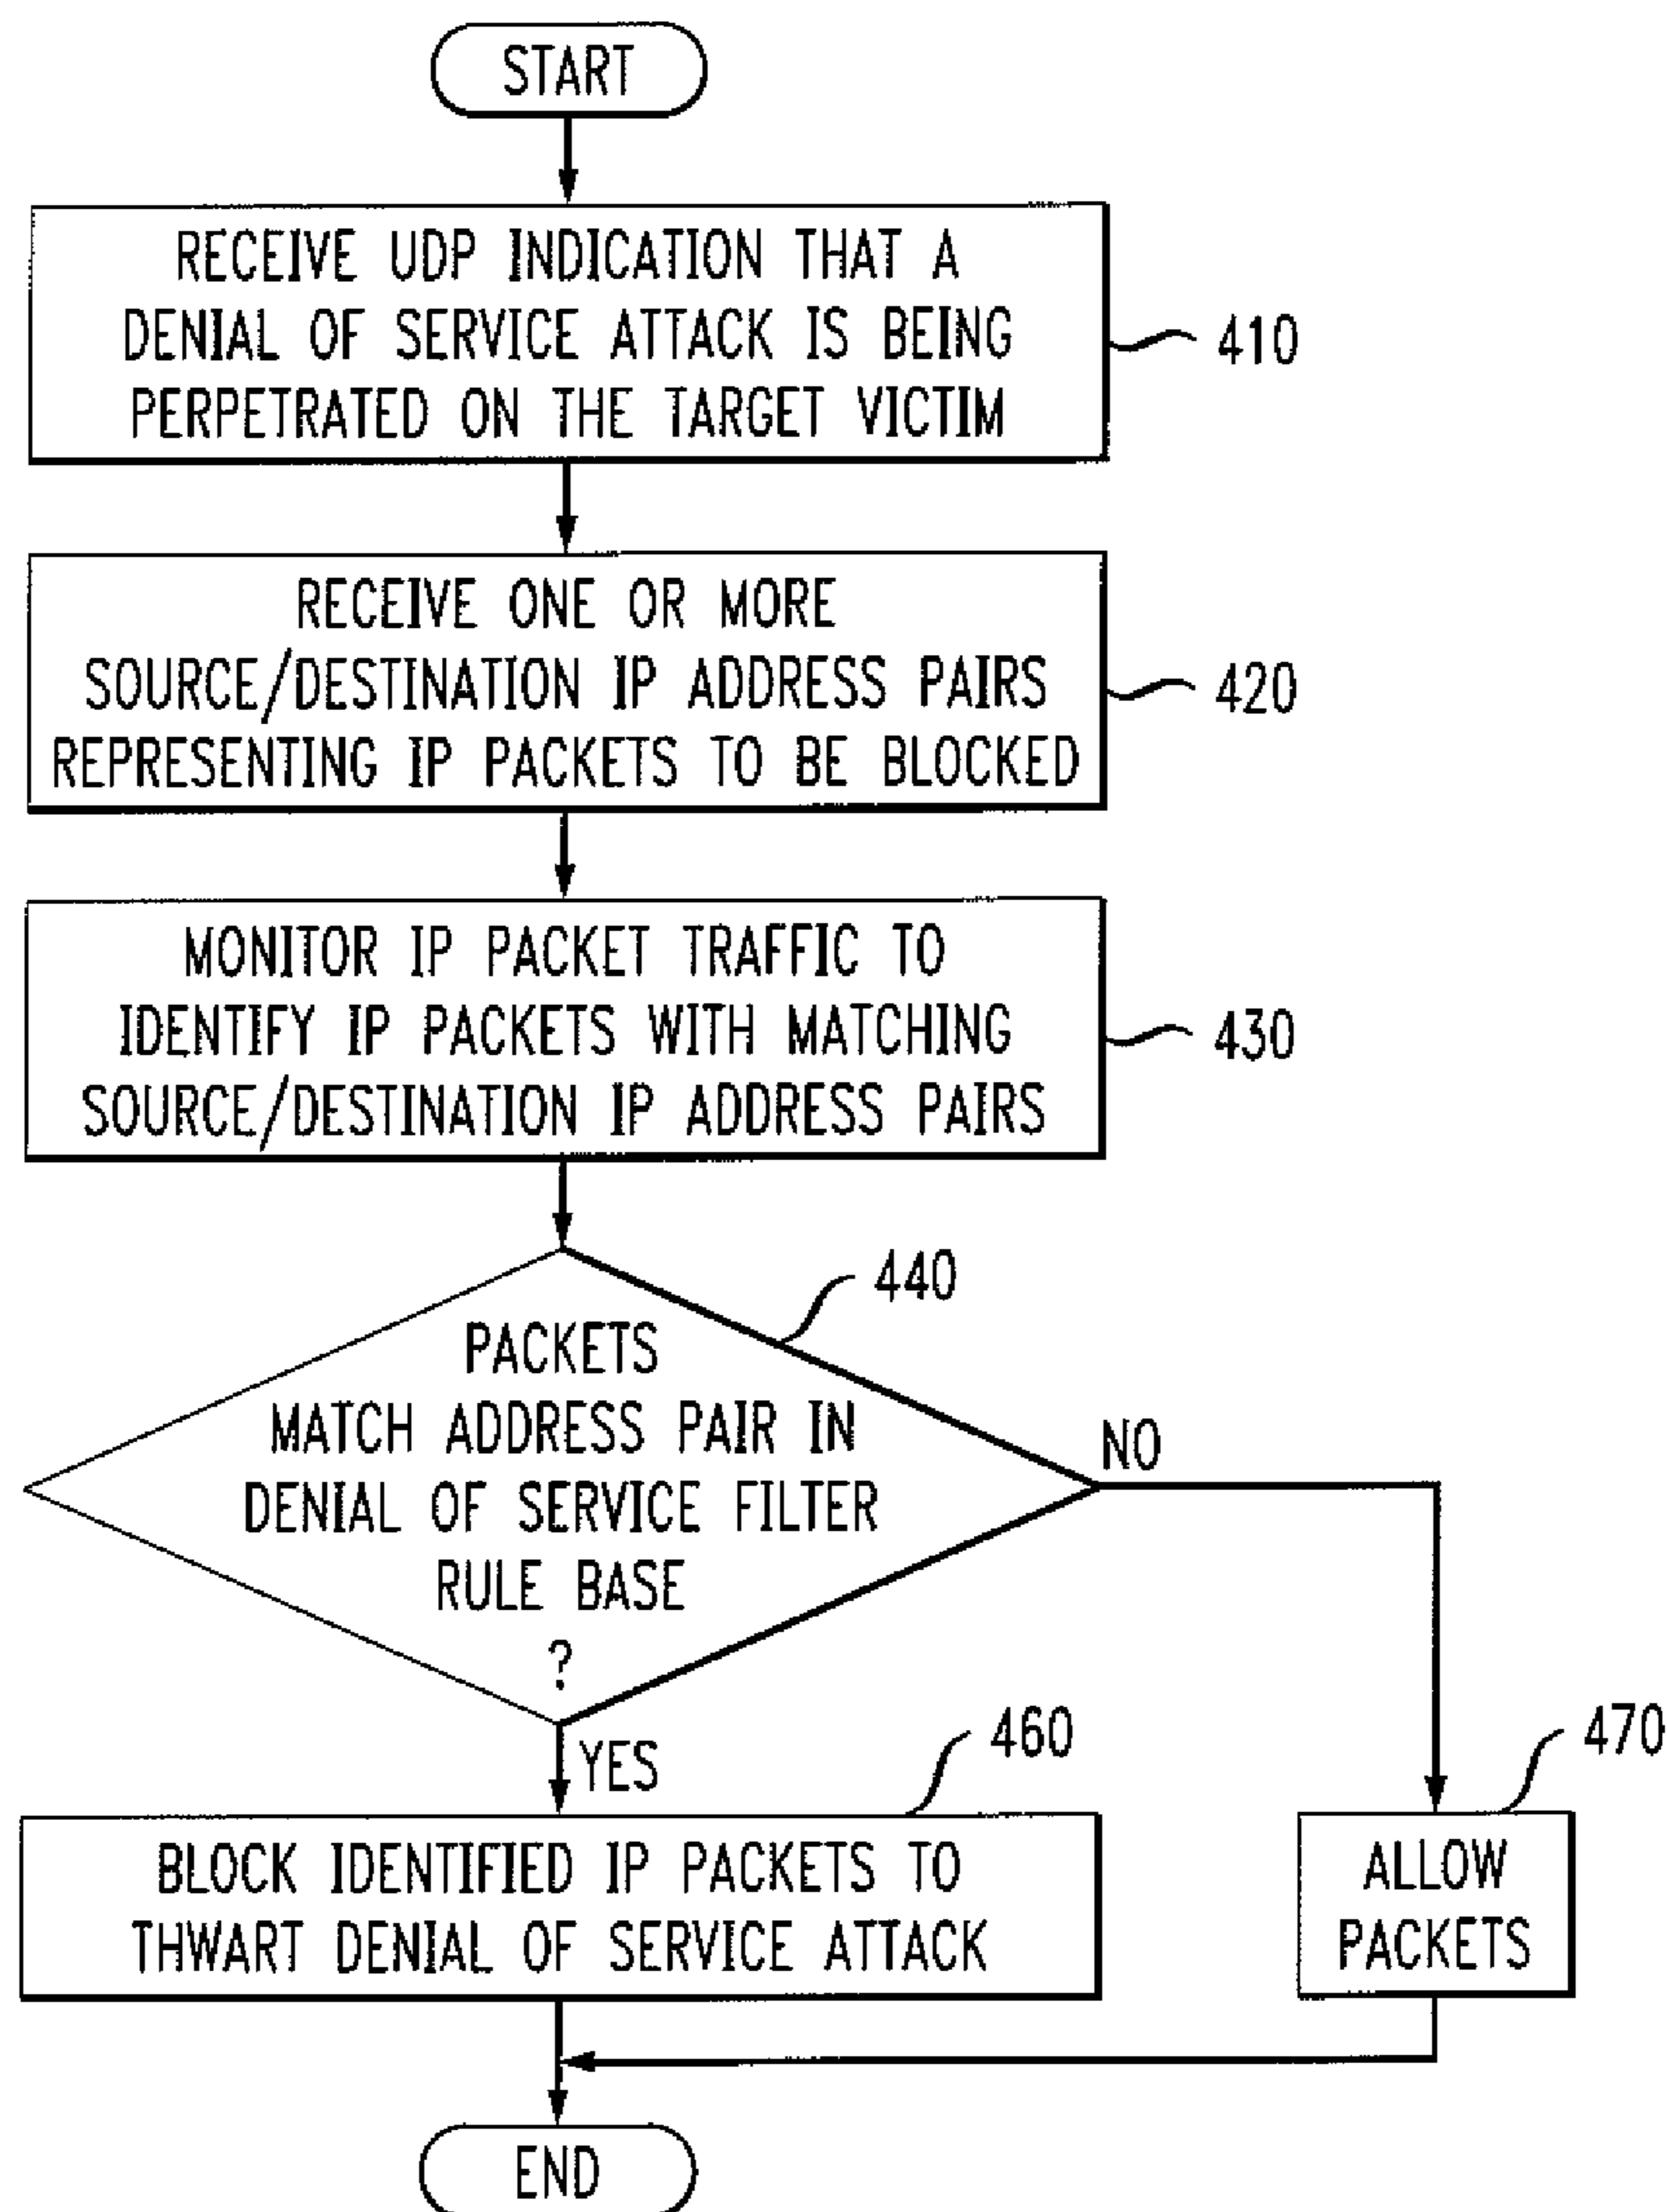 START
RECEIVE UDP INDICATION THAT A
DENIAL OF SERVICE ATTACK IS BEING
PERPETRATED ON THE TARGET VICTIM
410
RECEIVE ONE OR MORE
SOURCE/DESTINATION IP ADDRESS PAIRS
REPRESENTING IP PACKETS TO BE BLOCKED
420
MONITOR IP PACKET TRAFFIC TO
IDENTIFY IP PACKETS WITH MATCHING
SOURCE/DESTINATION IP ADDRESS PAIRS
430
440
PACKETS
MATCH ADDRESS PAIR IN
DENIAL OF SERVICE FILTER
RULE BASE
?
NO
YES
460
BLOCK IDENTIFIED IP PACKETS TO
THWART DENIAL OF SERVICE ATTACK
470
ALLOW
PACKETS
END